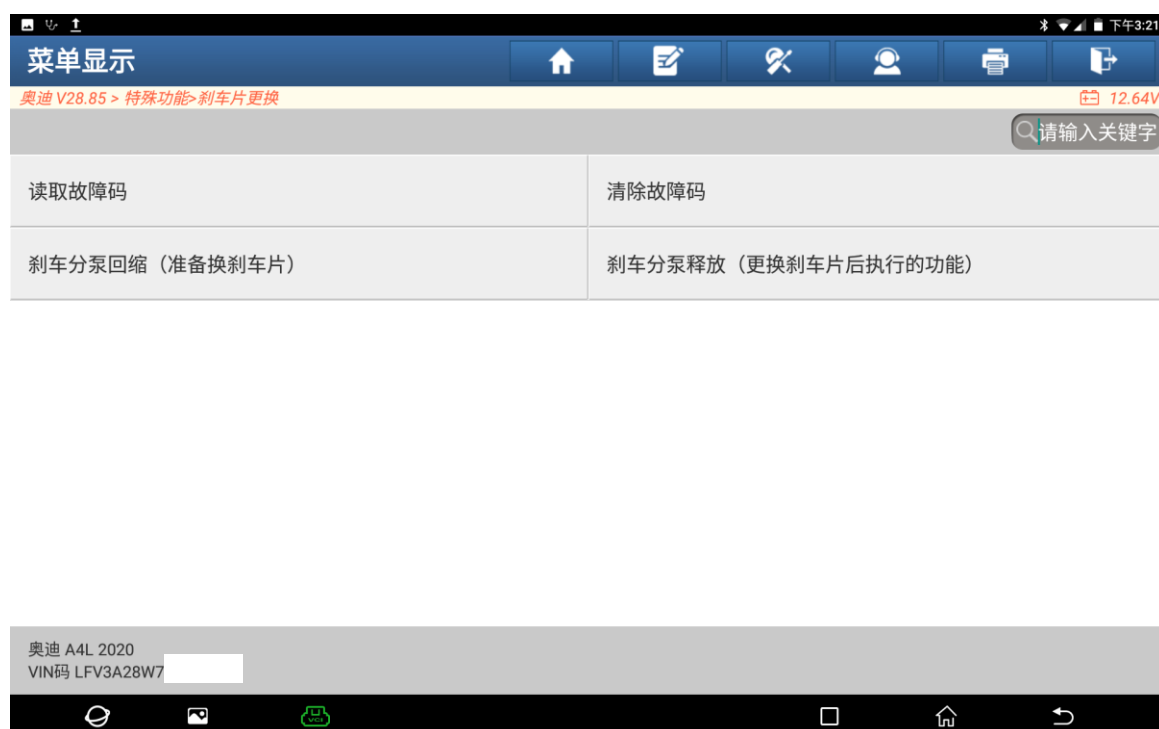 下午3:21
菜单显示
奥迪 V28.85 > 特殊功能>刹车片更换
12.64V
请输入关键字
读取故障码
清除故障码
刹车分泵回缩（准备换刹车片）
刹车分泵释放（更换刹车片后执行的功能）
奥迪 A4L 2020
VIN码 LFV3A28W7
VCI